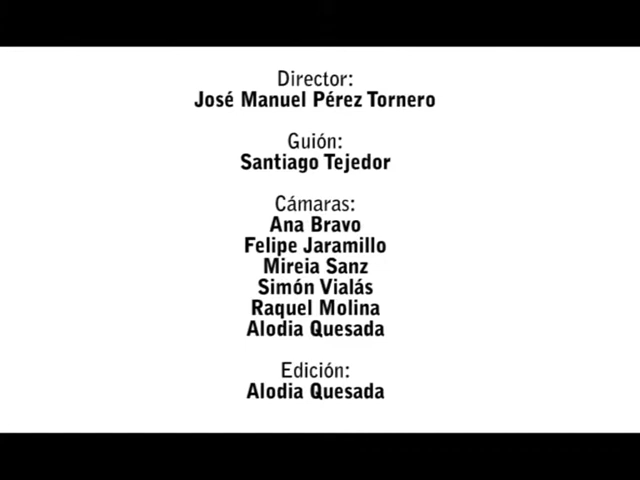 Director:
José Manuel Pérez Tornero
Guión:
Santiago Tejedor
Cámaras:
Ana Bravo
Felipe Jaramillo
Mireia Sanz
Simón Vialás
Raquel Molina
Alodia Quesada
Edición:
Alodia Quesada